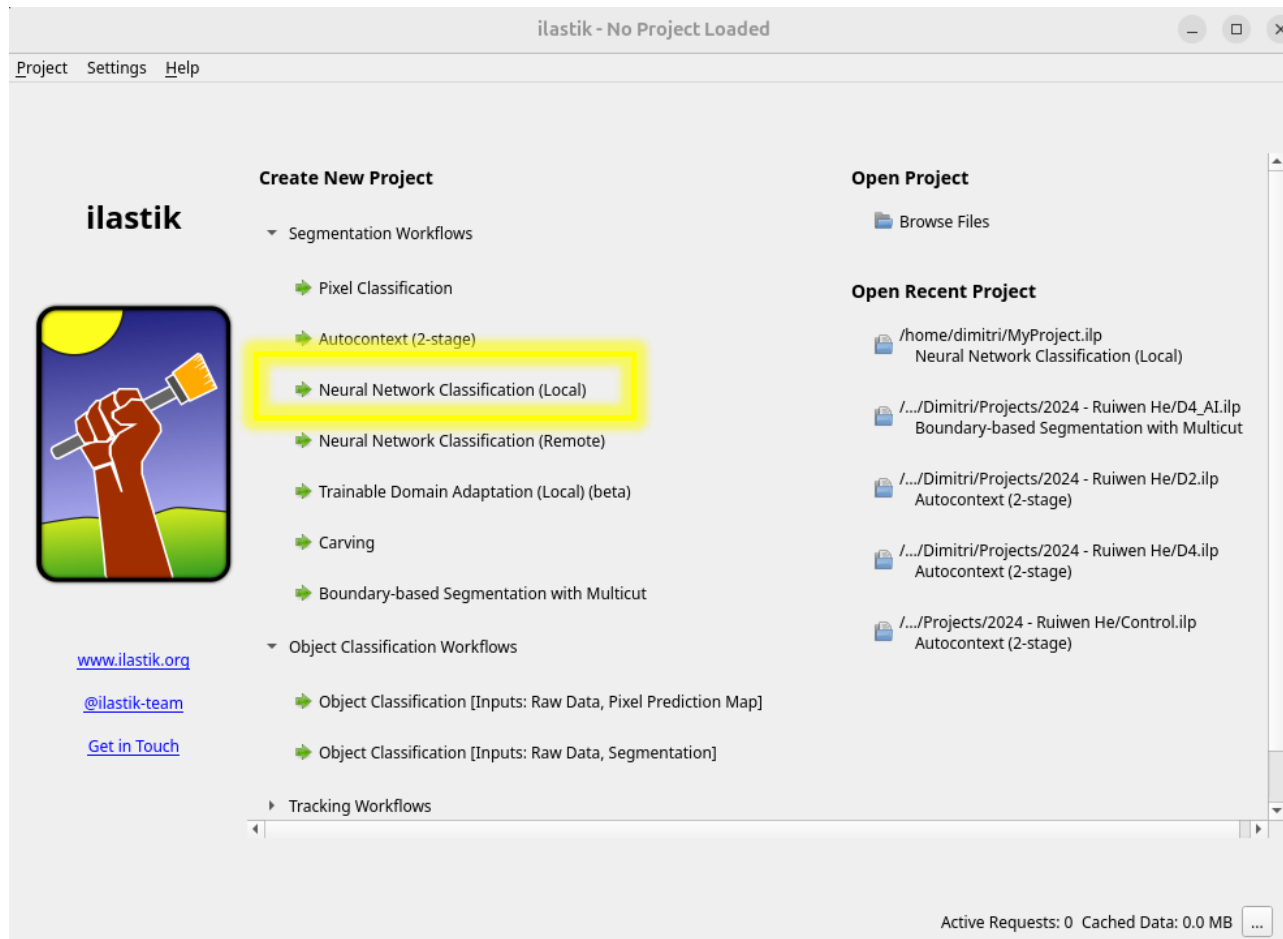 ilastik - No Project Loaded
Project Settings Help
ilastik
www.ilastik.org
@ilastik-team
Get in Touch
Create New Project
Segmentation Workflows
Pixel Classification
Autocontext (2-stage)
Neural Network Classification (Local)
Neural Network Classification (Remote)
Trainable Domain Adaptation (Local) (beta)
Carving
Boundary-based Segmentation with Multicut
Object Classification Workflows
Object Classification [Inputs: Raw Data, Pixel Prediction Map]
Object Classification [Inputs: Raw Data, Segmentation]
Tracking Workflows
Open Project
Browse Files
Open Recent Project
/home/dimitri/MyProject.ilp
Neural Network Classification (Local)
/.../Dimitri/Projects/2024 - Ruiwen He/D4_AI.ilp
Boundary-based Segmentation with Multicut
/.../Dimitri/Projects/2024 - Ruiwen He/D2.ilp
Autocontext (2-stage)
/.../Dimitri/Projects/2024 - Ruiwen He/D4.ilp
Autocontext (2-stage)
/.../Projects/2024 - Ruiwen He/Control.ilp
Autocontext (2-stage)
Active Requests: 0 Cached Data: 0.0 MB ...